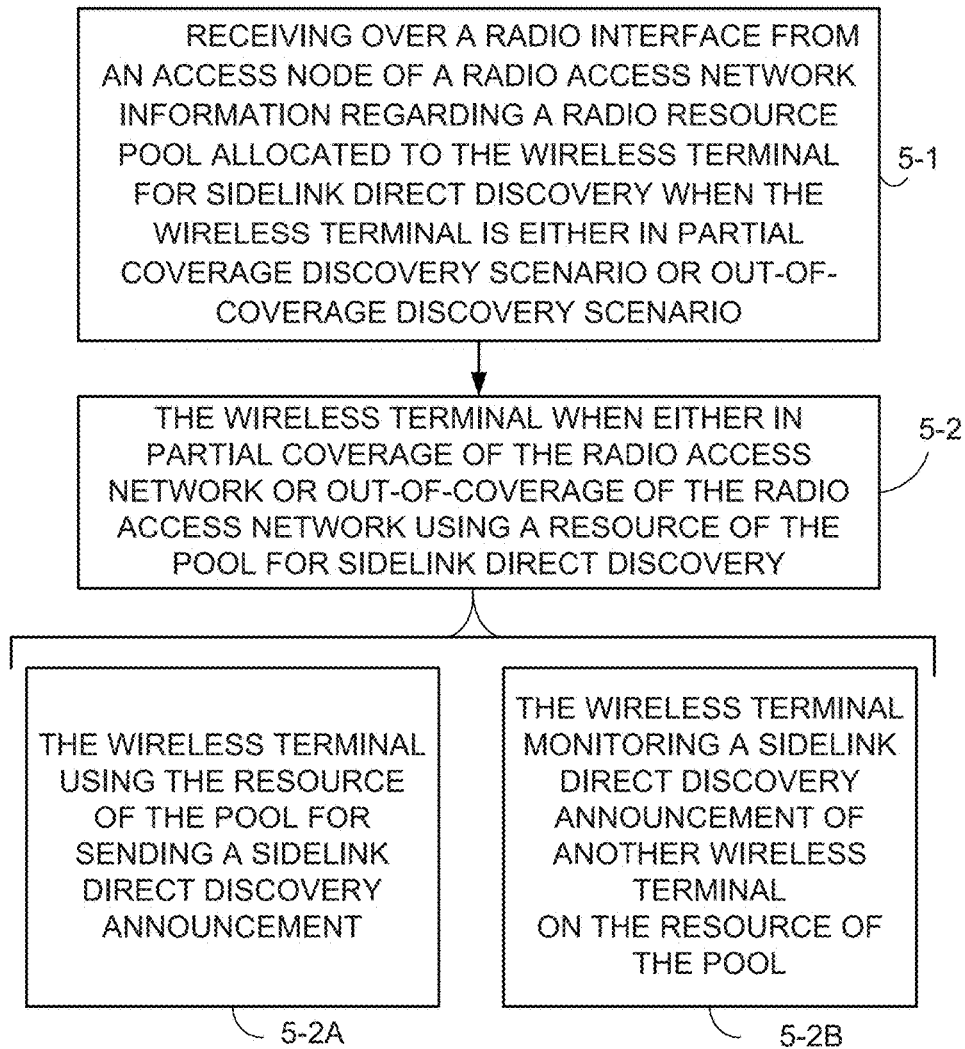 RECEIVING OVER A RADIO INTERFACE FROM
AN ACCESS NODE OF A RADIO ACCESS NETWORK
INFORMATION REGARDING A RADIO RESOURCE
POOL ALLOCATED TO THE WIRELESS TERMINAL
FOR SIDELINK DIRECT DISCOVERY WHEN THE
WIRELESS TERMINAL IS EITHER IN PARTIAL
COVERAGE DISCOVERY SCENARIO OR OUT-OF-
COVERAGE DISCOVERY SCENARIO
5-1
THE WIRELESS TERMINAL WHEN EITHER IN
PARTIAL COVERAGE OF THE RADIO ACCESS
NETWORK OR OUT-OF-COVERAGE OF THE RADIO
ACCESS NETWORK USING A RESOURCE OF THE
POOL FOR SIDELINK DIRECT DISCOVERY
5-2
THE WIRELESS TERMINAL
USING THE RESOURCE
OF THE POOL FOR
SENDING A SIDELINK
DIRECT DISCOVERY
ANNOUNCEMENT
5-2A
THE WIRELESS TERMINAL
MONITORING A SIDELINK
DIRECT DISCOVERY
ANNOUNCEMENT OF
ANOTHER WIRELESS
TERMINAL
ON THE RESOURCE OF
THE POOL
5-2B